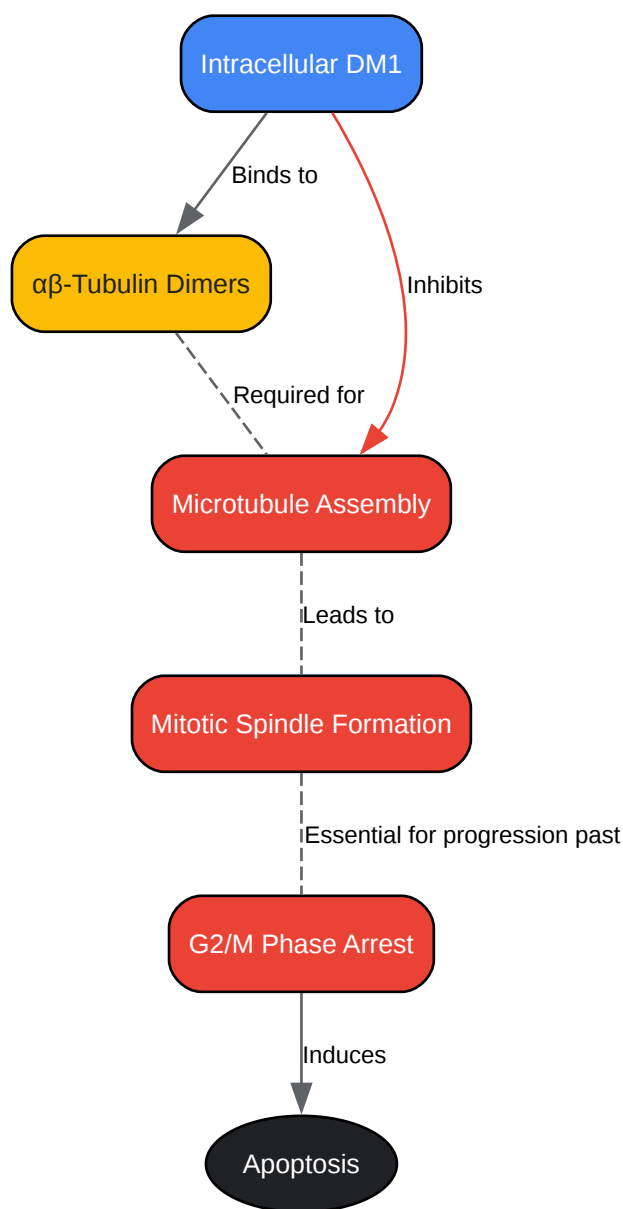 Intracellular DM1
Binds to
αβ-Tubulin Dimers
Inhibits
Required for
Microtubule Assembly
Leads to
Mitotic Spindle Formation
Essential for progression past
G2/M Phase Arrest
Induces
Apoptosis